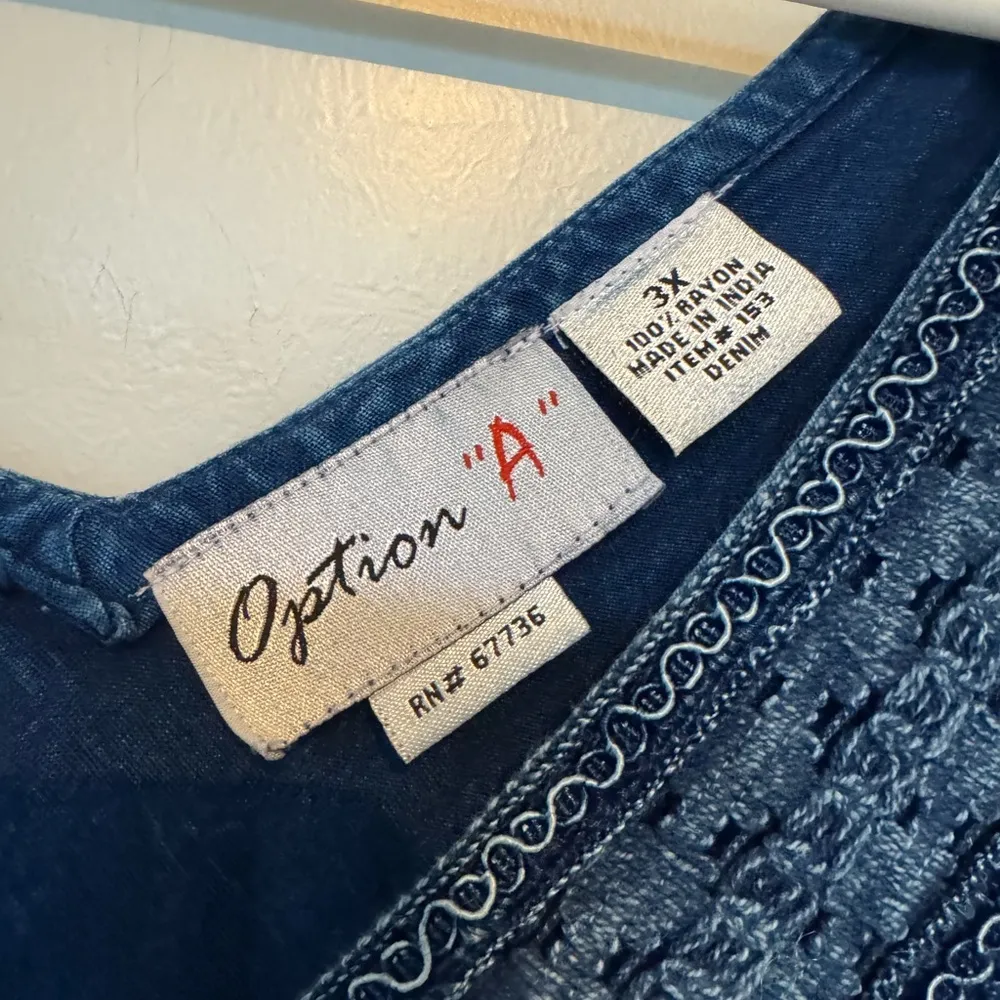 3X
100% RAYON
MADE IN INDIA
ITEM# 153
DENIM
Option "A"
RN# 67736